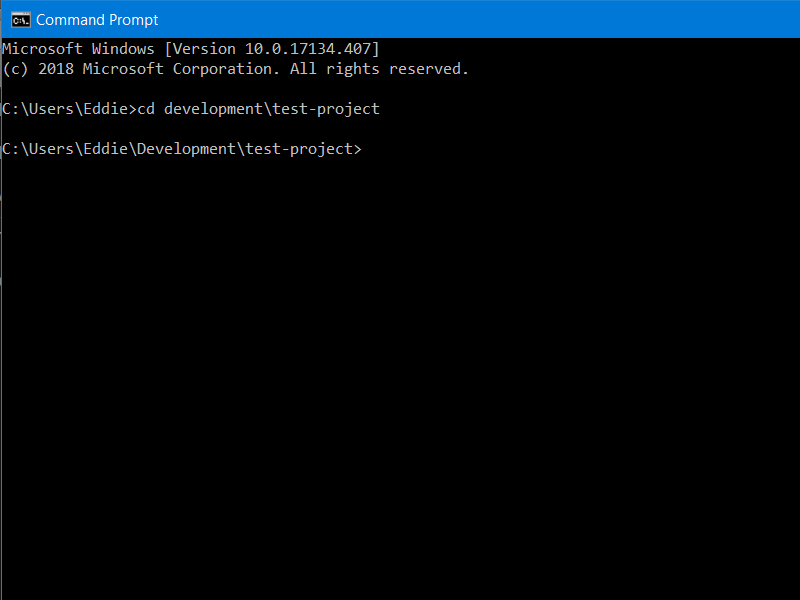 Command Prompt
Microsoft Windows [Version 10.0.17134.407]
(c) 2018 Microsoft Corporation. All rights reserved.
C:\Users\Eddie>cd development\test-project
C:\Users\Eddie\Development\test-project>